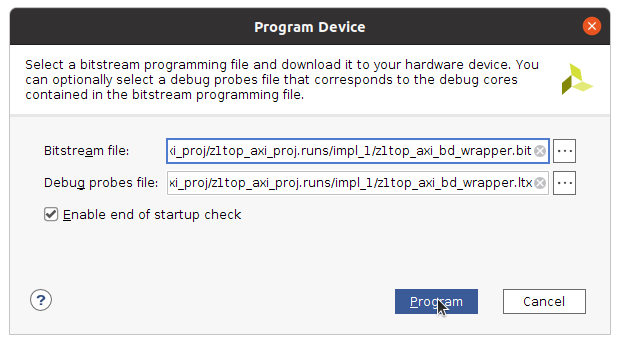 Program Device
Select a bitstream programming file and download it to your hardware device. You
can optionally select a debug probes file that corresponds to the debug cores
contained in the bitstream programming file.
Bitstream file: xi_proj/z1top_axi_proj.runs/impl_1/z1top_axi_bd_wrapper.bit ...
Debug probes file: xi_proj/z1top_axi_proj.runs/impl_1/z1top_axi_bd_wrapper.ltx ...
Enable end of startup check
? Program Cancel